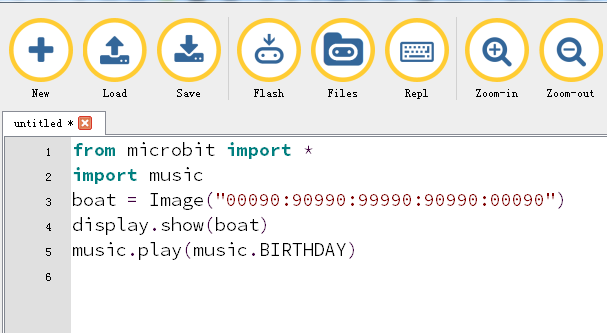 New Load Save Flash Files Repl Zoom-in Zoom-out
untitled *
1 from microbit import *
2 import music
3 boat = Image("00090:90990:99990:90990:00090")
4 display.show(boat)
5 music.play(music.BIRTHDAY)
6